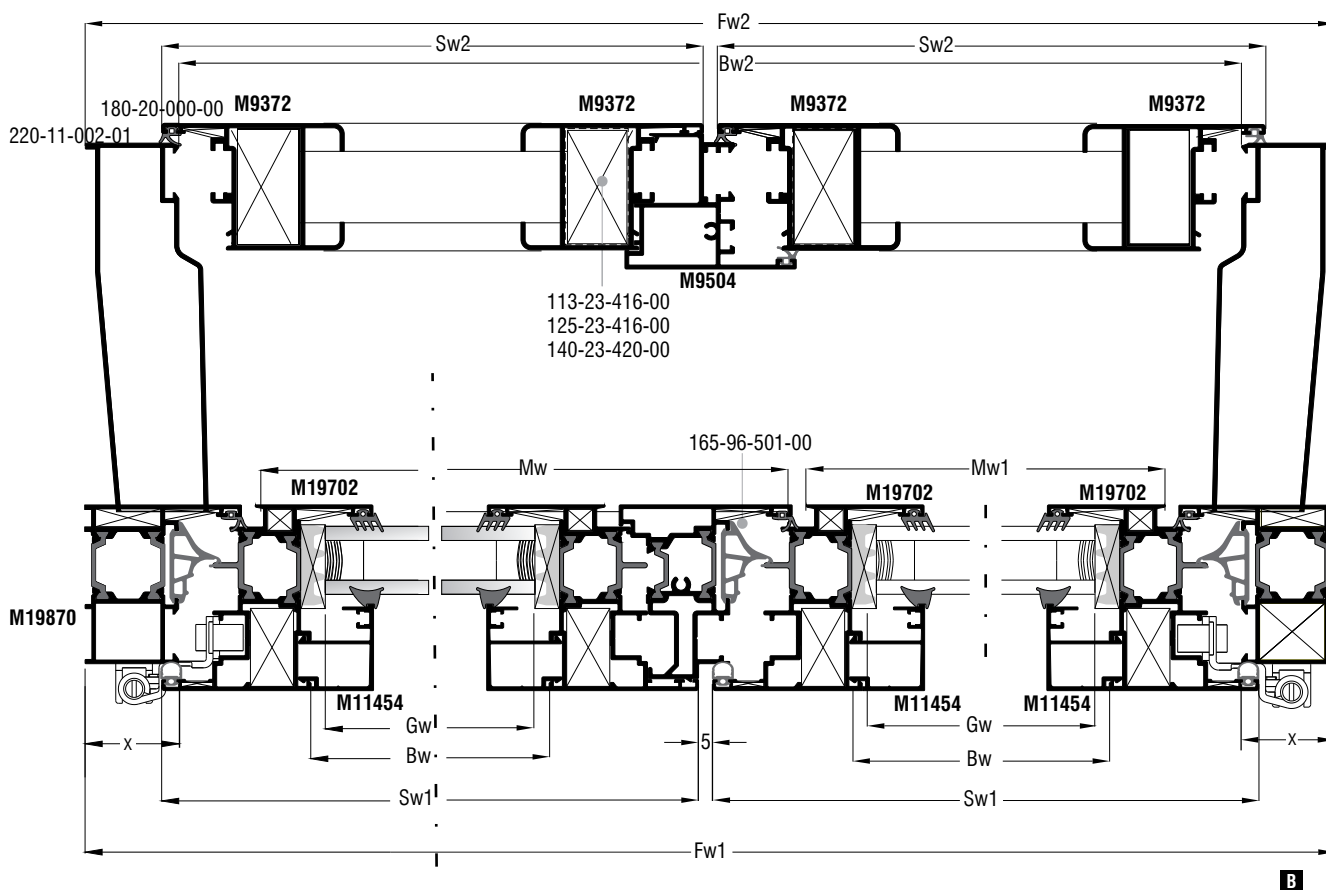 Fw2
Sw2
Sw2
Bw2
180-20-000-00
M9372
M9372
M9372
M9372
220-11-002-01
M9504
113-23-416-00
125-23-416-00
140-23-420-00
165-96-501-00
Mw
Mw1
M19702
M19702
M19702
M19870
M11454
M11454
M11454
Gw
Gw
x
5
x
Bw
Bw
Sw1
Sw1
Fw1
B